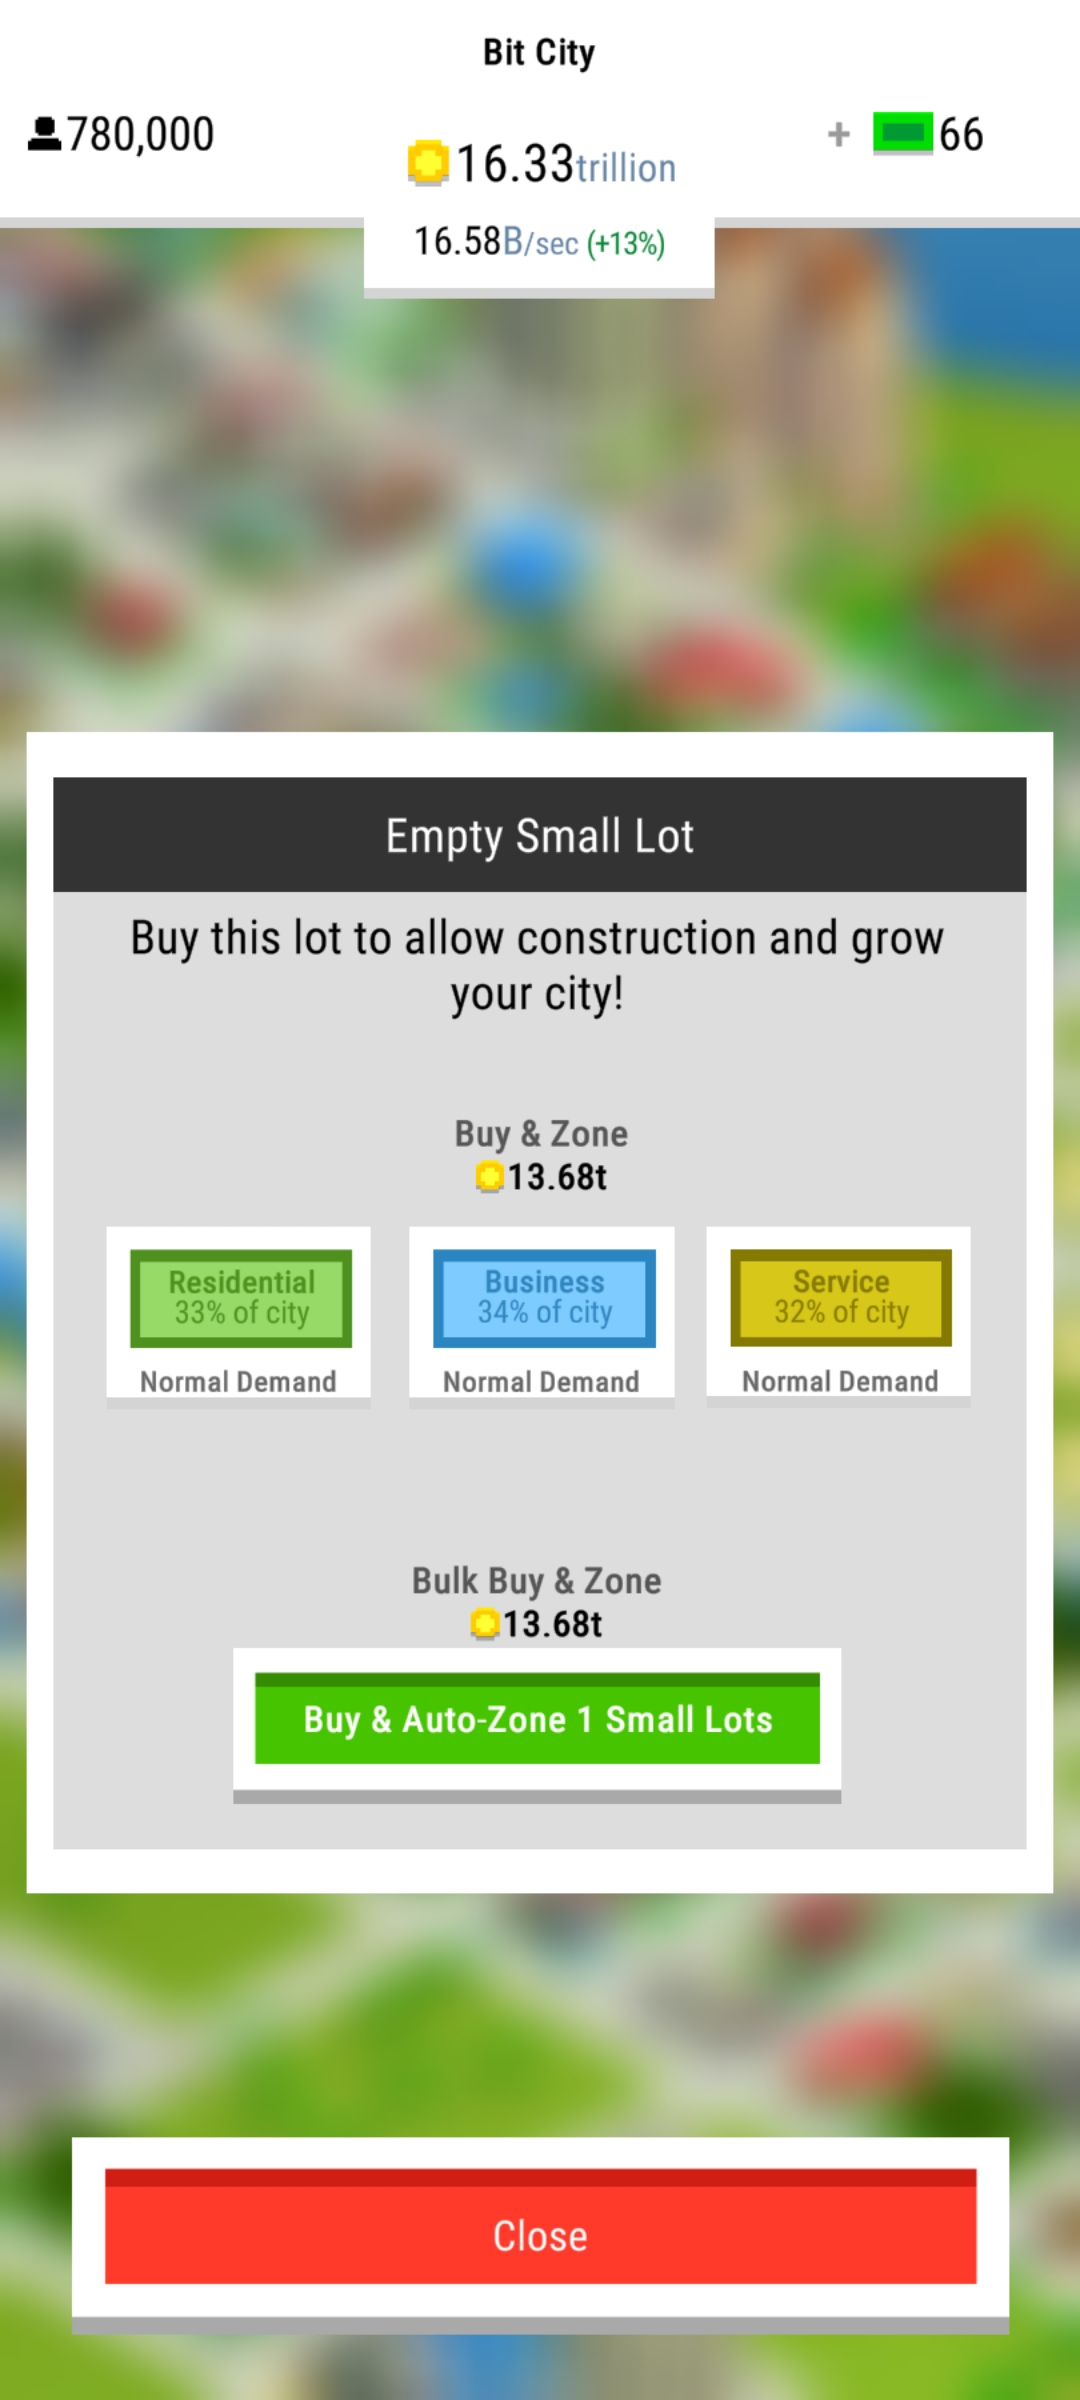 Bit City
780,000
16.33trillion
+ 66
16.58B/sec (+13%)
Empty Small Lot
Buy this lot to allow construction and grow
your city!
Buy & Zone
13.68t
Residential
33% of city
Normal Demand
Business
34% of city
Normal Demand
Service
32% of city
Normal Demand
Bulk Buy & Zone
13.68t
Buy & Auto-Zone 1 Small Lots
Close